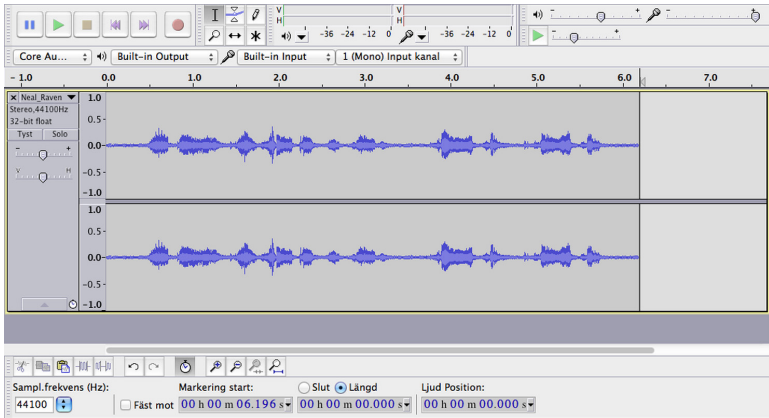 V
H
-36 -24 -12 0
V
H
-36 -24 -12 0
- +
- +
- +
Core Au...
Built-in Output
Built-in Input
1 (Mono) Input kanal
- 1.0 0.0 1.0 2.0 3.0 4.0 5.0 6.0 7.0
Neal_Raven
Stereo,44100Hz
32-bit float
Tyst Solo
- +
V H
1.0
0.5-
0.0-
-0.5-
-1.0
1.0
0.5-
0.0-
-0.5-
-1.0
Sampl.frekvens (Hz): Markering start: Slut Längd Ljud Position:
44100 Fäst mot 00 h 00 m 06.196 s 00 h 00 m 00.000 s 00 h 00 m 00.000 s